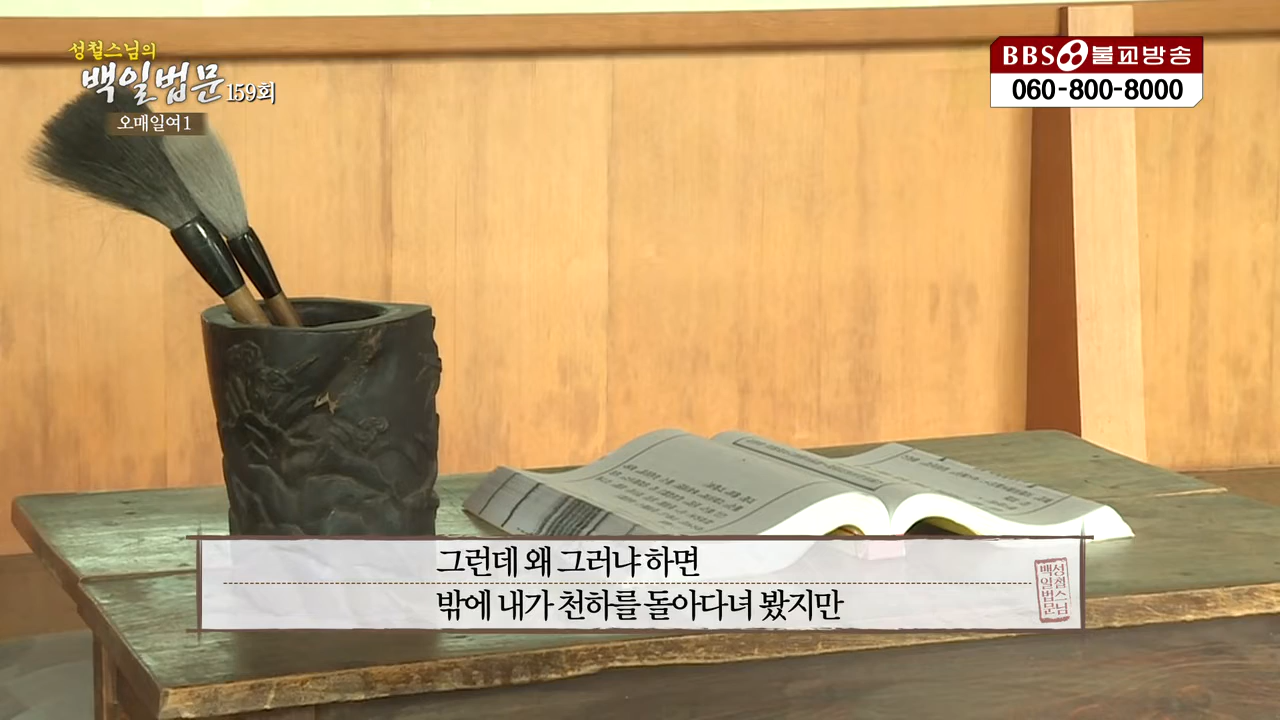 성철스님의
백일법문 159회
오매일여1
BBS 불교방송
060-800-8000
그런데 왜 그러냐 하면
밖에 내가 천하를 돌아다녀 봤지만
성철스님
백일법문